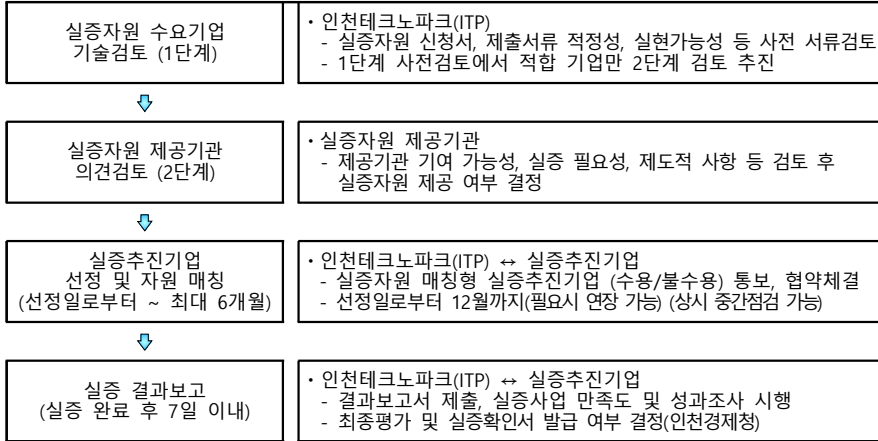 실증자원 수요기업
기술검토 (1단계)
・인천테크노파크(ITP)
- 실증자원 신청서, 제출서류 적정성, 실현가능성 등 사전 서류검토
- 1단계 사전검토에서 적합 기업만 2단계 검토 추진
실증자원 제공기관
의견검토 (2단계)
・실증자원 제공기관
- 제공기관 기여 가능성, 실증 필요성, 제도적 사항 등 검토 후
실증자원 제공 여부 결정
실증추진기업
선정 및 자원 매칭
(선정일로부터 ~ 최대 6개월)
・인천테크노파크(ITP) ↔ 실증추진기업
- 실증자원 매칭형 실증추진기업 (수용/불수용) 통보, 협약체결
- 선정일로부터 12월까지(필요시 연장 가능) (상시 중간점검 가능)
실증 결과보고
(실증 완료 후 7일 이내)
・인천테크노파크(ITP) ↔ 실증추진기업
- 결과보고서 제출, 실증사업 만족도 및 성과조사 시행
- 최종평가 및 실증확인서 발급 여부 결정(인천경제청)